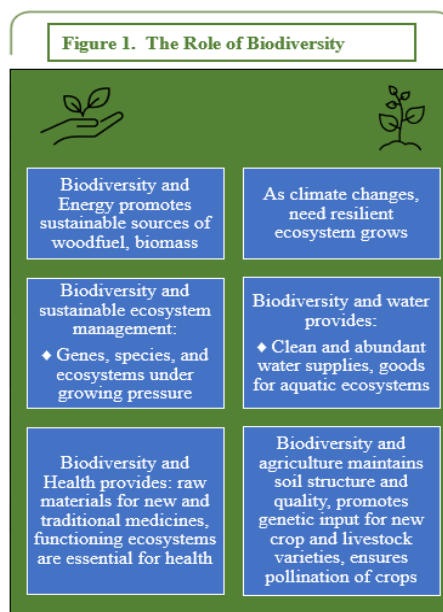 Figure 1. The Role of Biodiversity
Biodiversity and
Energy promotes
sustainable sources of
woodfuel, biomass
As climate changes,
need resilient
ecosystem grows
Biodiversity and
sustainable ecosystem
management:
♦ Genes, species, and
ecosystems under
growing pressure
Biodiversity and water
provides:
♦ Clean and abundant
water supplies, goods
for aquatic ecosystems
Biodiversity and
Health provides: raw
materials for new and
traditional medicines,
functioning ecosystems
are essential for health
Biodiversity and
agriculture maintains
soil structure and
quality, promotes
genetic input for new
crop and livestock
varieties, ensures
pollination of crops